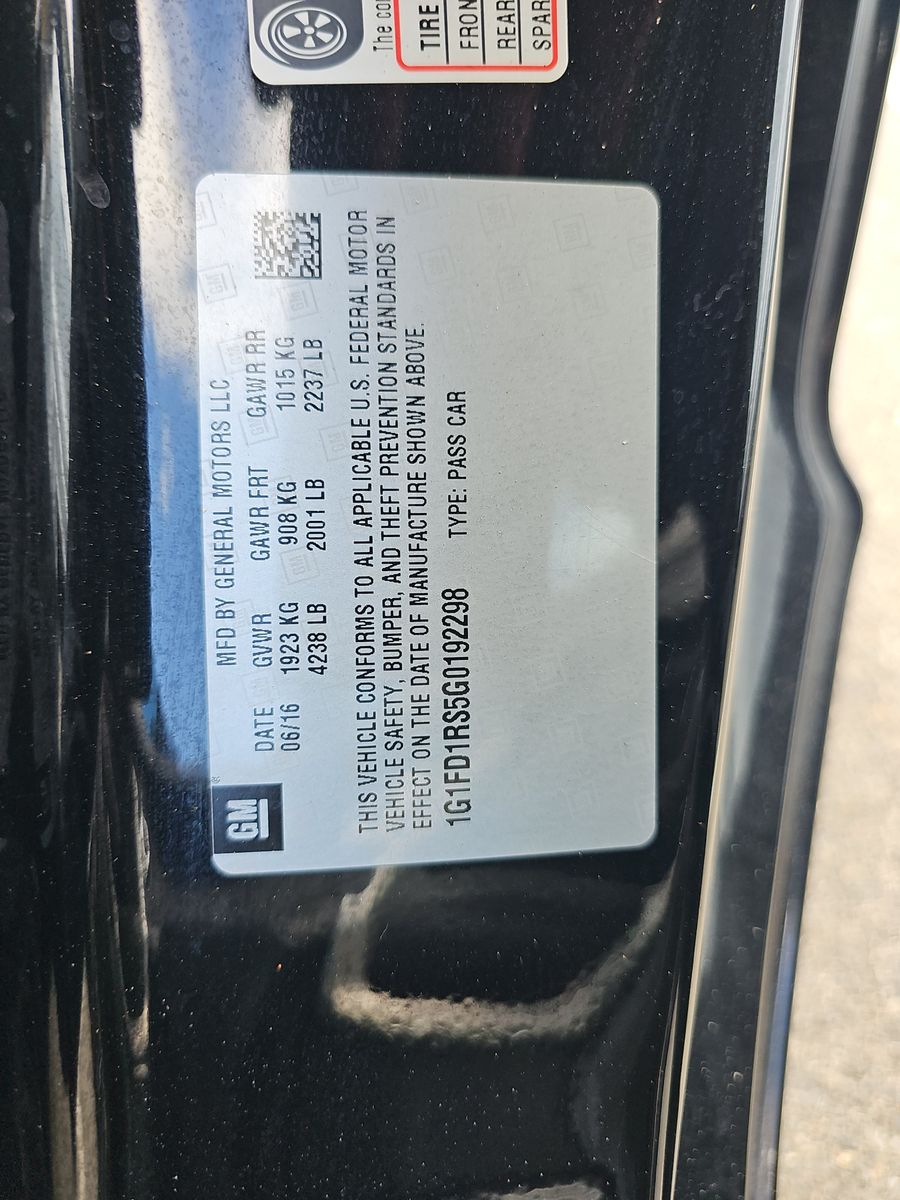 GM
MFD BY GENERAL MOTORS LLC
DATE GVWR GAWR FRT GAWR RR
06/16 1923 KG 908 KG 1015 KG
4238 LB 2001 LB 2237 LB
THIS VEHICLE CONFORMS TO ALL APPLICABLE U.S. FEDERAL MOTOR
VEHICLE SAFETY, BUMPER, AND THEFT PREVENTION STANDARDS IN
EFFECT ON THE DATE OF MANUFACTURE SHOWN ABOVE.
1G1FD1RS5G0192298 TYPE: PASS CAR
The co
TIRE
FRON
REAR
SPAR